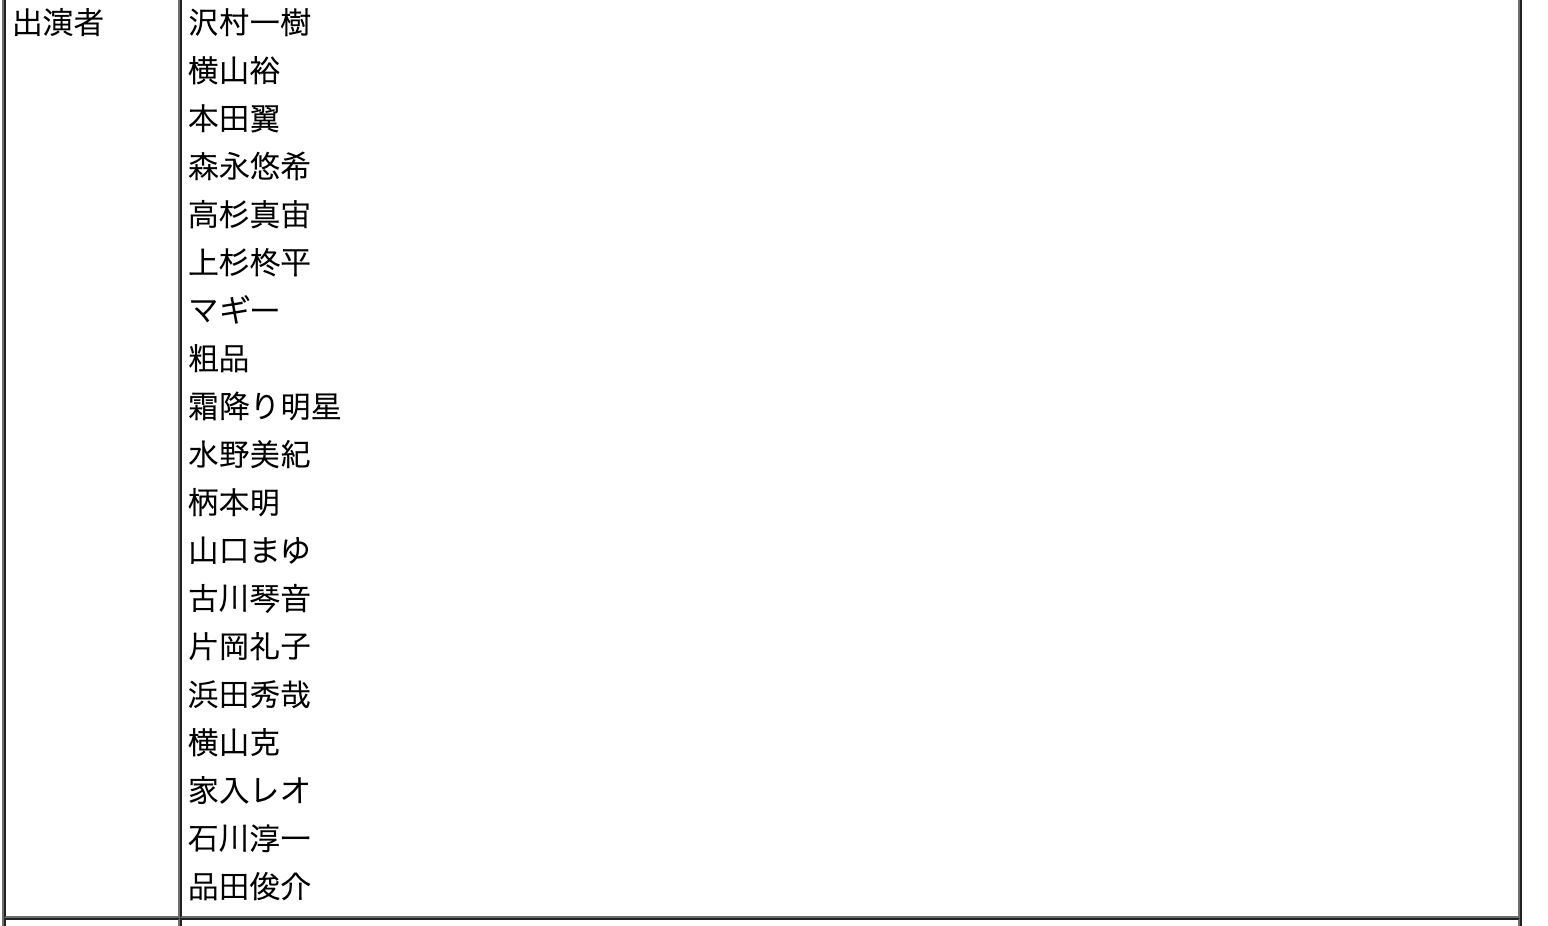 出演者
沢村一樹
横山裕
本田翼
森永悠希
高杉真宙
上杉柊平
マギー
粗品
霜降り明星
水野美紀
柄本明
山口まゆ
古川琴音
片岡礼子
浜田秀哉
横山克
家入レオ
石川淳一
品田俊介